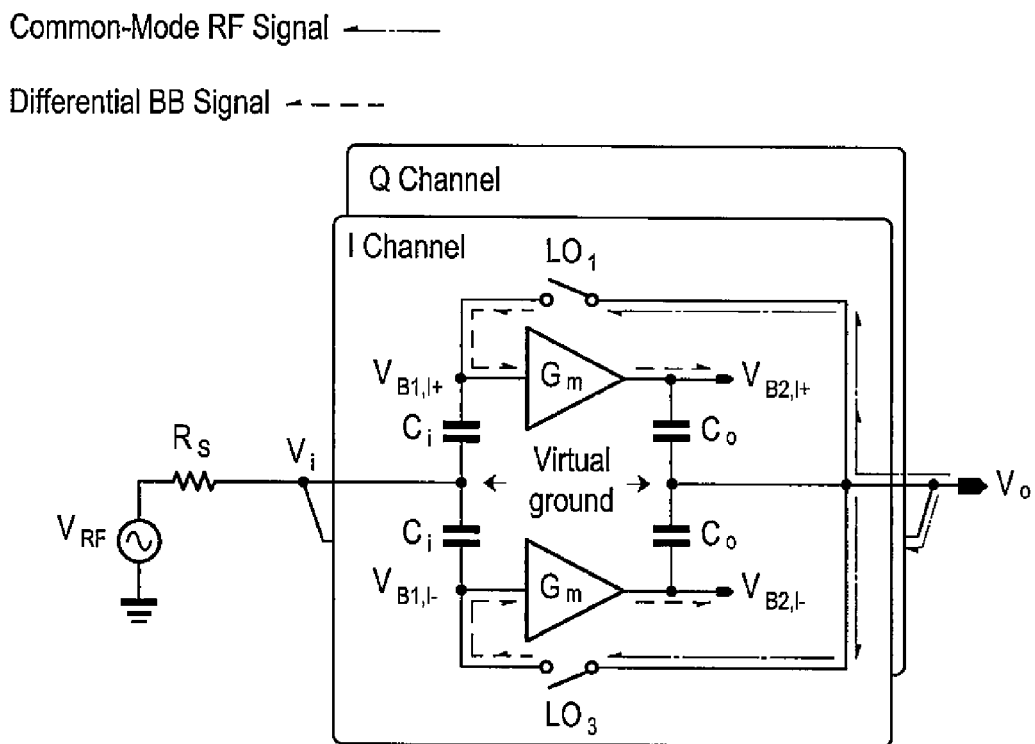 Common-Mode RF Signal
Differential BB Signal
Q Channel
I Channel
LO1
VB1,I+
Gm
VB2,I+
Ci
Co
RS
Vi
Virtual
ground
Vo
VRF
Ci
Co
VB1,I-
Gm
VB2,I-
LO3